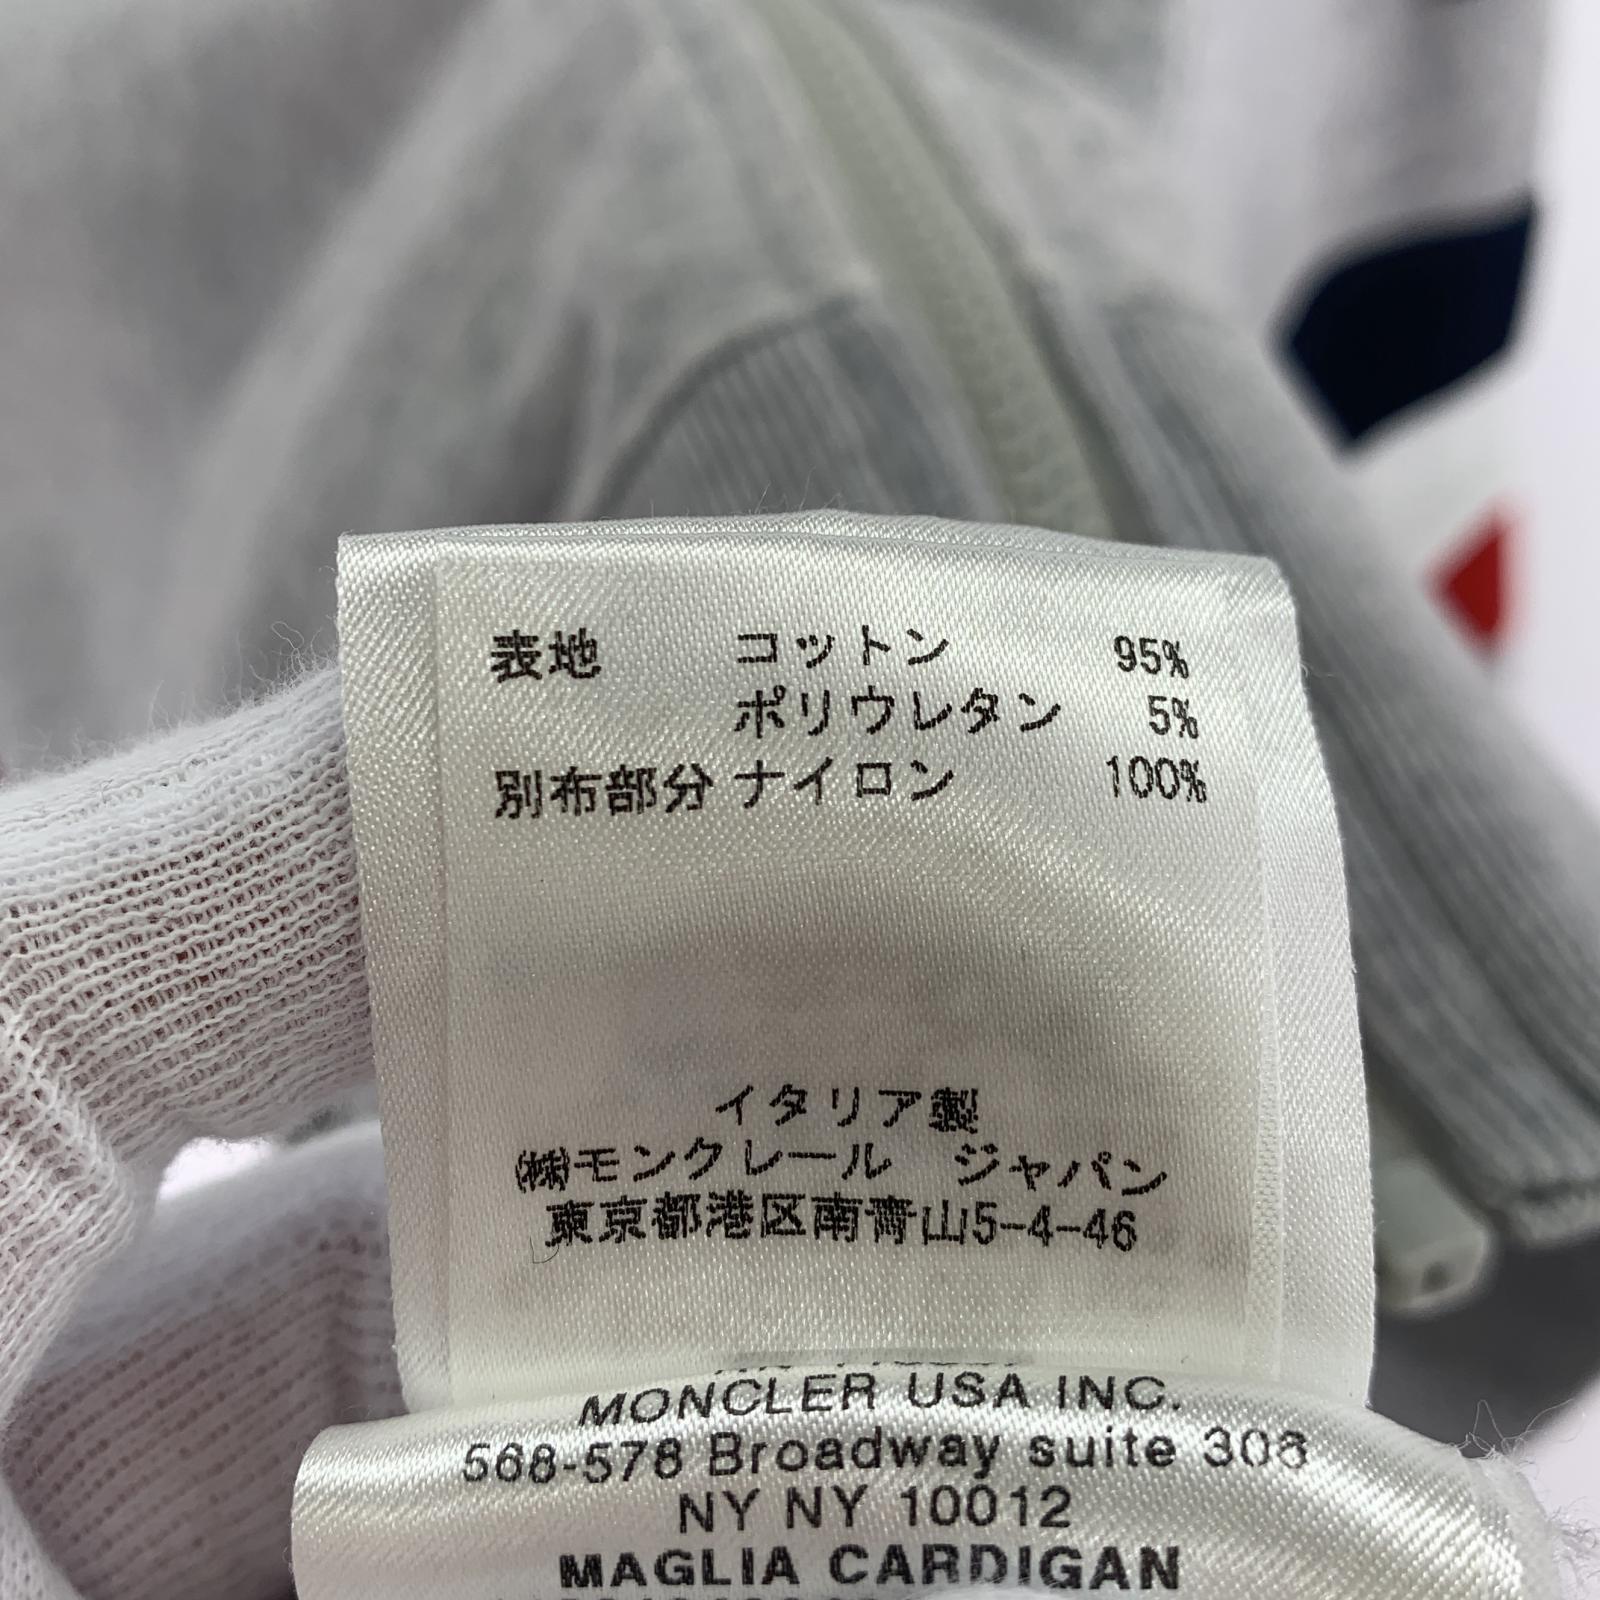 表地 コットン 95%
ポリウレタン 5%
別布部分 ナイロン 100%
イタリア製
㈱モンクレール ジャパン
東京都港区南青山5-4-46
MONCLER USA INC.
568-578 Broadway suite 306
NY NY 10012
MAGLIA CARDIGAN